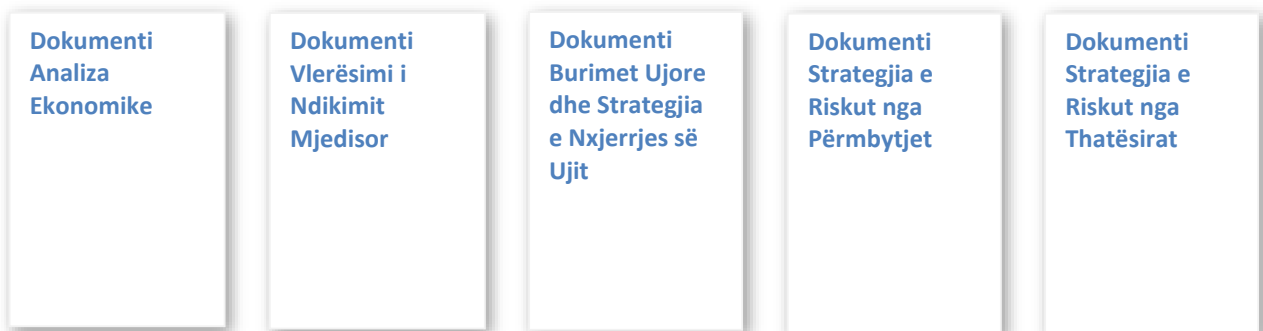 Dokumenti
Analiza
Ekonomike
Dokumenti
Vlerësimi i
Ndikimit
Mjedisor
Dokumenti
Burimet Ujore
dhe Strategjia
e Nxjerrjes së
Ujit
Dokumenti
Strategjia e
Riskut nga
Përmbytjet
Dokumenti
Strategjia e
Riskut nga
Thatësirat